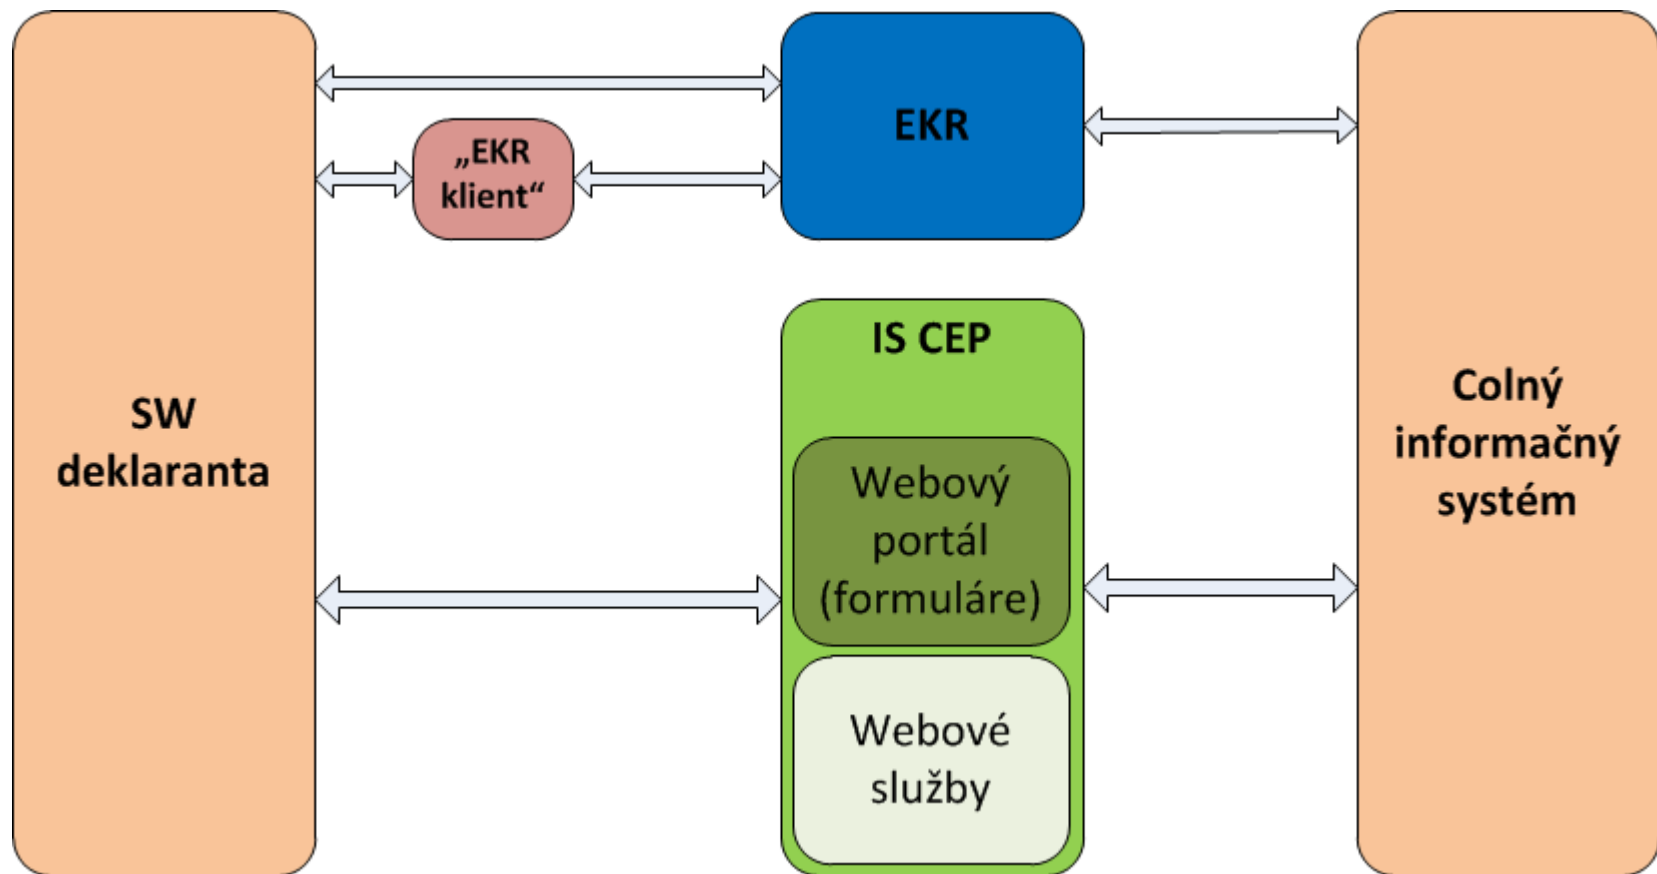 SW
deklaranta
„EKR
klient“
EKR
IS CEP
Webový
portál
(formuláre)
Webové
služby
Colný
informačný
systém